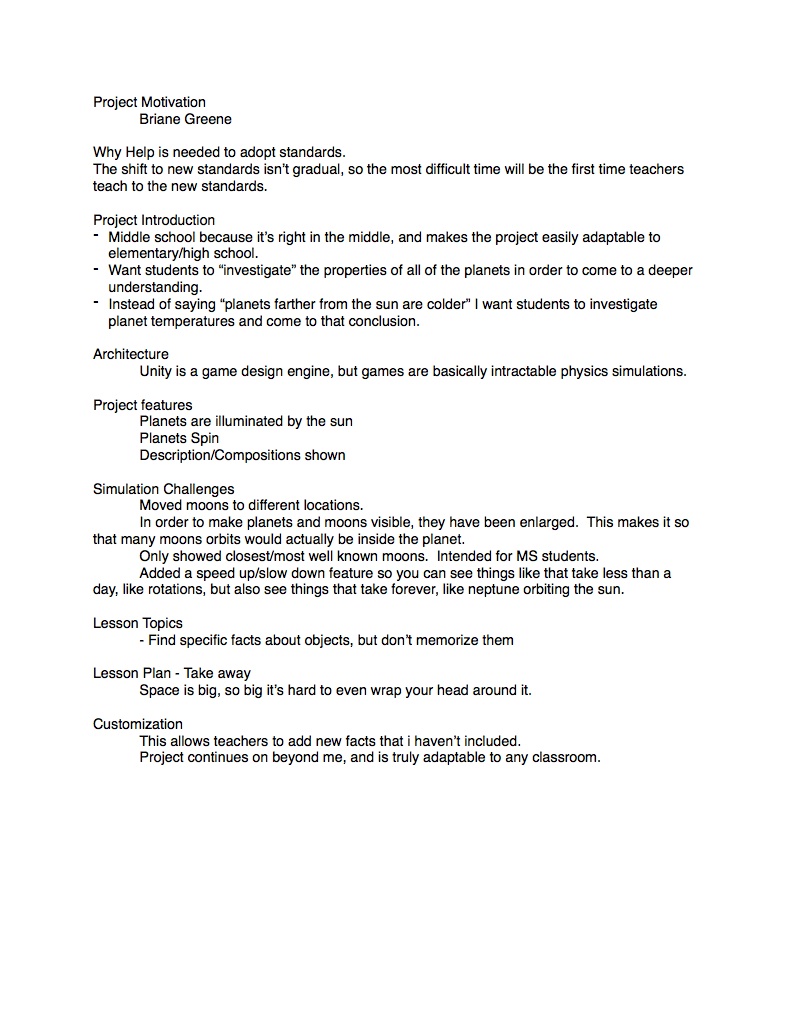 Project Motivation
Briane Greene
Why Help is needed to adopt standards.
The shift to new standards isn't gradual, so the most difficult time will be the first time teachers
teach to the new standards.
Project Introduction
- Middle school because it's right in the middle, and makes the project easily adaptable to
elementary/high school.
- Want students to “investigate” the properties of all of the planets in order to come to a deeper
understanding.
- Instead of saying “planets farther from the sun are colder” I want students to investigate
planet temperatures and come to that conclusion.
Architecture
Unity is a game design engine, but games are basically intractable physics simulations.
Project features
Planets are illuminated by the sun
Planets Spin
Description/Compositions shown
Simulation Challenges
Moved moons to different locations.
In order to make planets and moons visible, they have been enlarged.  This makes it so
that many moons orbits would actually be inside the planet.
Only showed closest/most well known moons.  Intended for MS students.
Added a speed up/slow down feature so you can see things like that take less than a
day, like rotations, but also see things that take forever, like neptune orbiting the sun.
Lesson Topics
- Find specific facts about objects, but don't memorize them
Lesson Plan - Take away
Space is big, so big it's hard to even wrap your head around it.
Customization
This allows teachers to add new facts that i haven't included.
Project continues on beyond me, and is truly adaptable to any classroom.